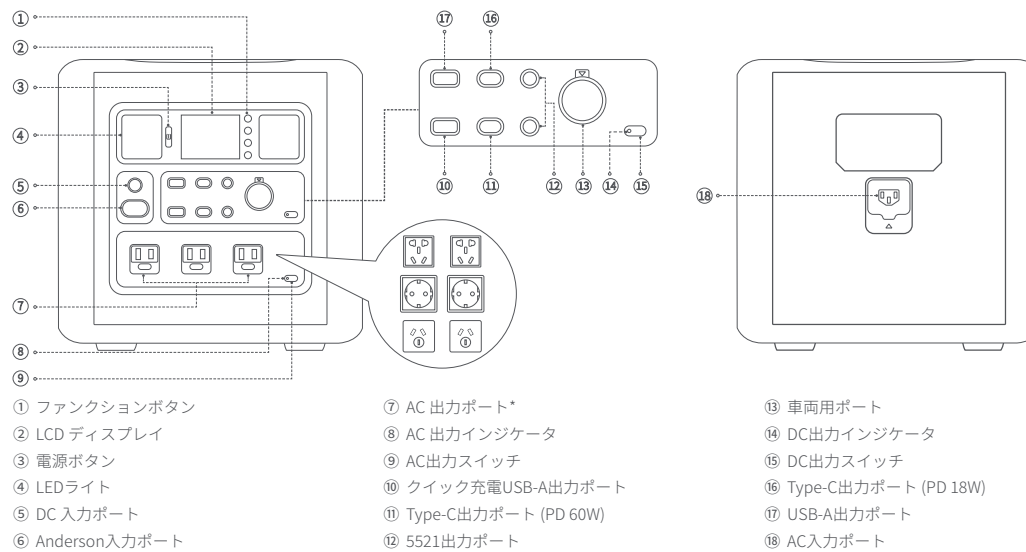 ①
②
③
④
⑤
⑥
⑦
⑧
⑨
⑰ ⑯
⑩ ⑪ ⑫ ⑬ ⑭ ⑮
⑱
① ファンクションボタン
② LCD ディスプレイ
③ 電源ボタン
④ LEDライト
⑤ DC 入力ポート
⑥ Anderson入力ポート
⑦ AC 出力ポート*
⑧ AC 出力インジケータ
⑨ AC出力スイッチ
⑩ クイック充電USB-A出力ポート
⑪ Type-C出力ポート (PD 60W)
⑫ 5521出力ポート
⑬ 車両用ポート
⑭ DC出力インジケータ
⑮ DC出力スイッチ
⑯ Type-C出力ポート (PD 18W)
⑰ USB-A出力ポート
⑱ AC入力ポート